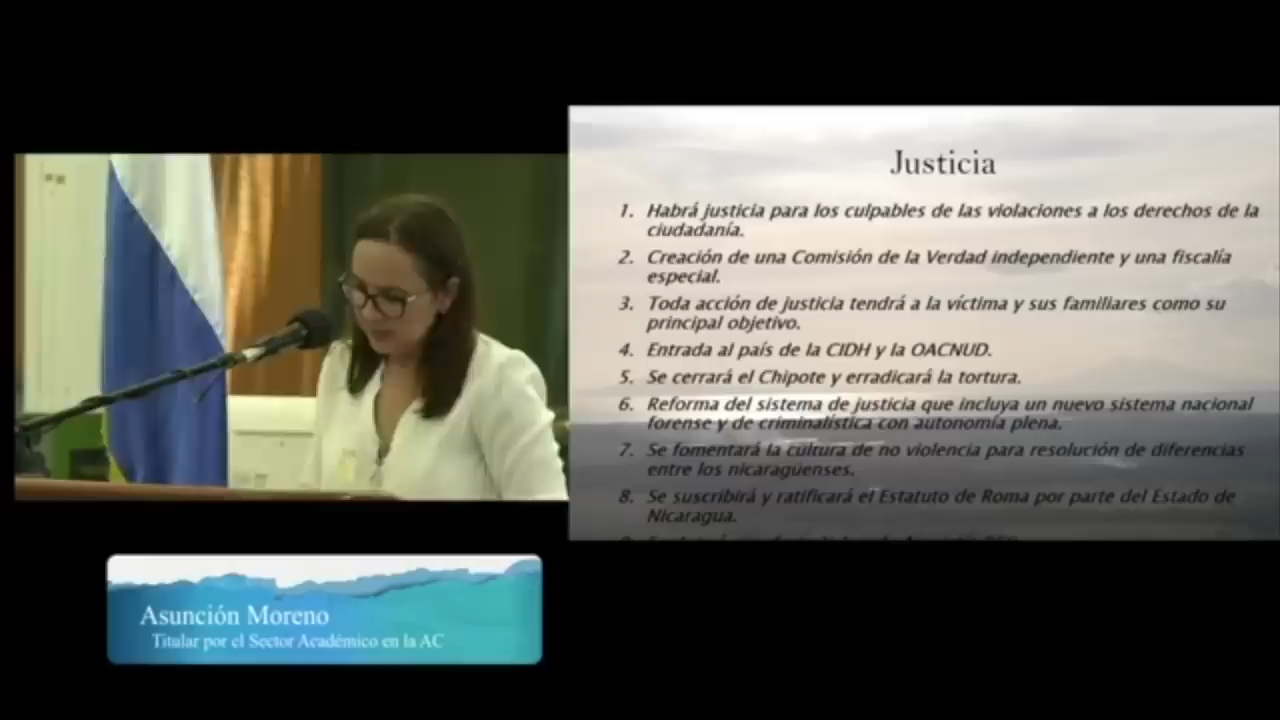 Justicia
1. Habrá justicia para los culpables de las violaciones a los derechos de la
ciudadanía.
2. Creación de una Comisión de la Verdad independiente y una fiscalía
especial.
3. Toda acción de justicia tendrá a la víctima y sus familiares como su
principal objetivo.
4. Entrada al país de la CIDH y la OACNUD.
5. Se cerrará el Chipote y erradicará la tortura.
6. Reforma del sistema de justicia que incluya un nuevo sistema nacional
forense y de criminalística con autonomía plena.
7. Se fomentará la cultura de no violencia para resolución de diferencias
entre los nicaragüenses.
8. Se suscribirá y ratificará el Estatuto de Roma por parte del Estado de
Nicaragua.
Asunción Moreno
Titular por el Sector Académico en la AC